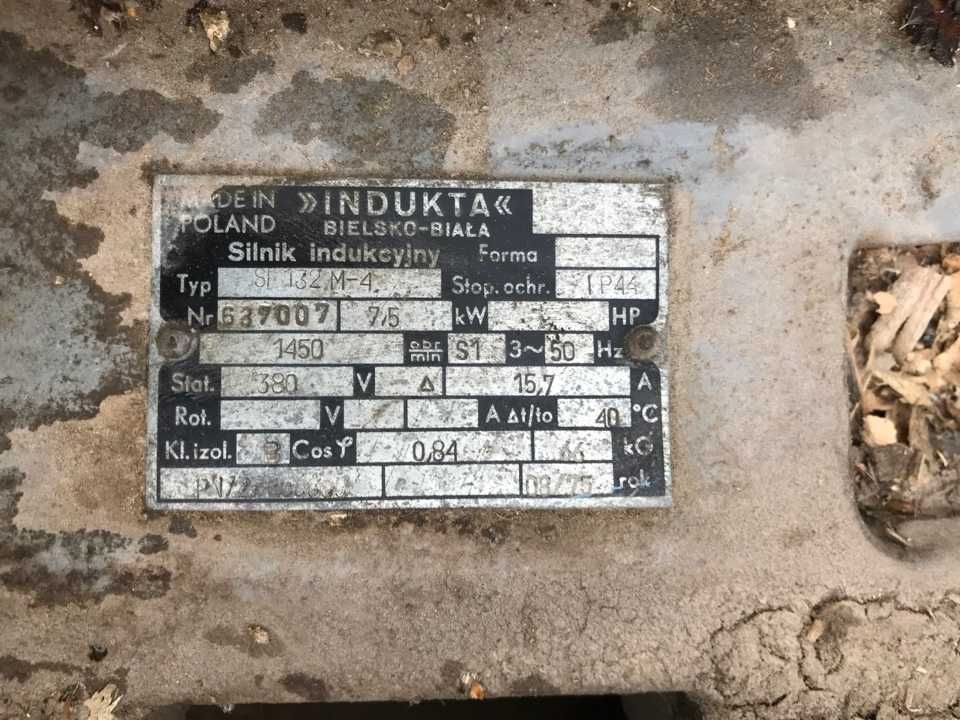 MADE IN POLAND »INDUKTA«
BIELSKO-BIAŁA
Silnik indukcyjny Forma
Typ 132 M-4 Stop. ochr. IP44
Nr 637007 7,5 kW HP
1450 obr/min S1 3~ 50 Hz
Stat. 380 V - Δ 15,7 A
Rot. V A Δt/to 40 °C
Kl. izol. B Cos φ 0,84 kG
08/75 rok